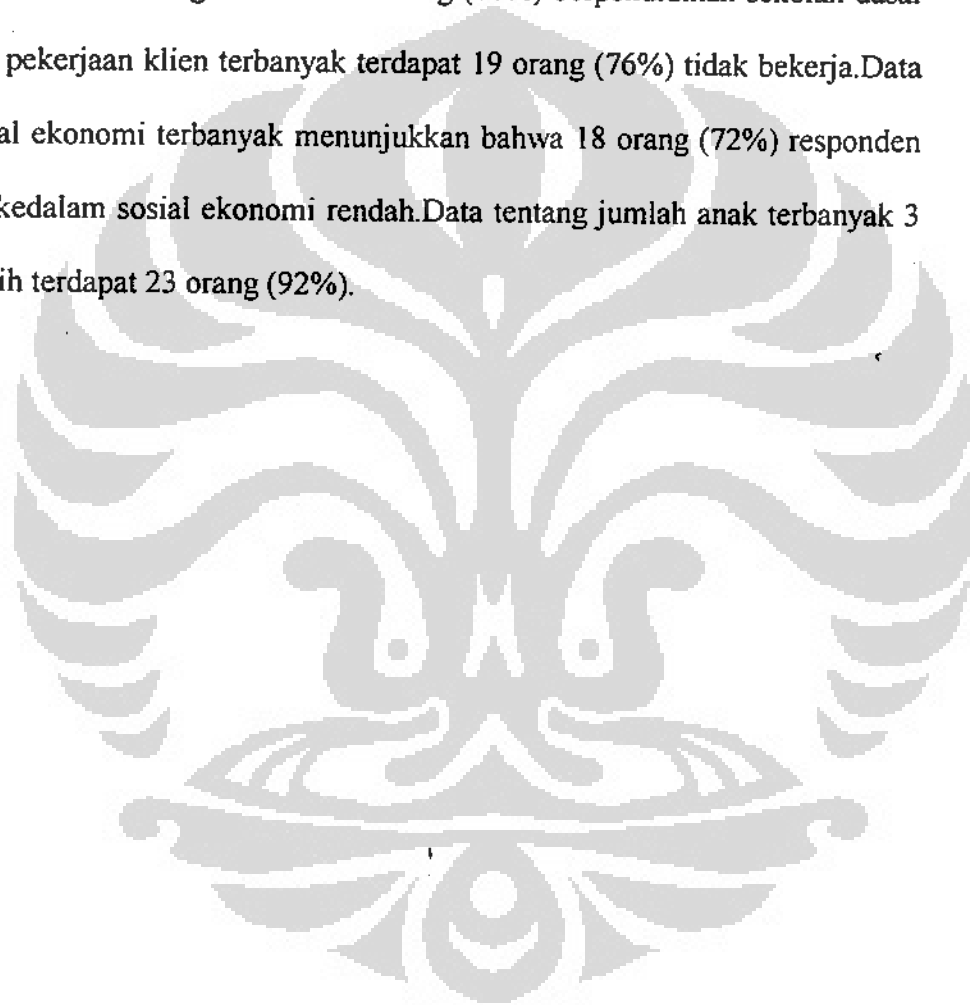 pekerjaan klien terbanyak terdapat 19 orang (76%) tidak bekerja.Data
al ekonomi terbanyak menunjukkan bahwa 18 orang (72%) responden
kedalam sosial ekonomi rendah.Data tentang jumlah anak terbanyak 3
ih terdapat 23 orang (92%).